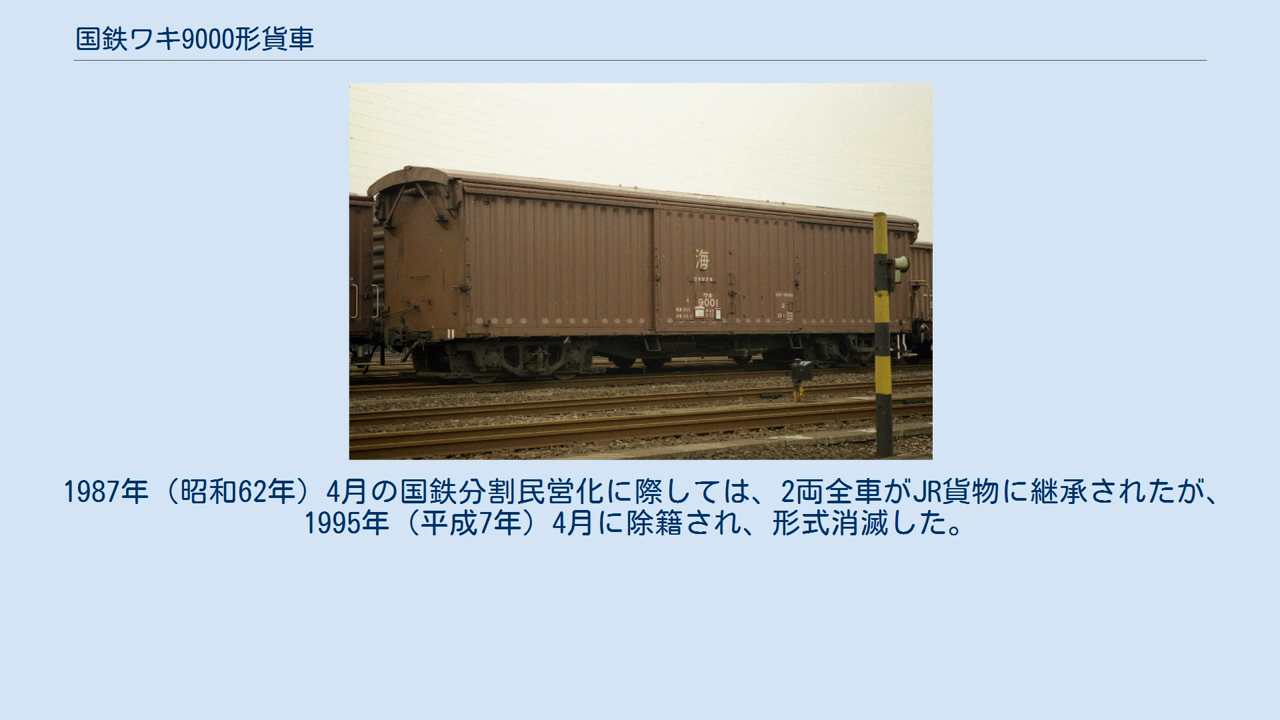 国鉄ワキ9000形貨車
海
ワキ
9001
1987年（昭和62年）4月の国鉄分割民営化に際しては、2両全車がJR貨物に継承されたが、
1995年（平成7年）4月に除籍され、形式消滅した。